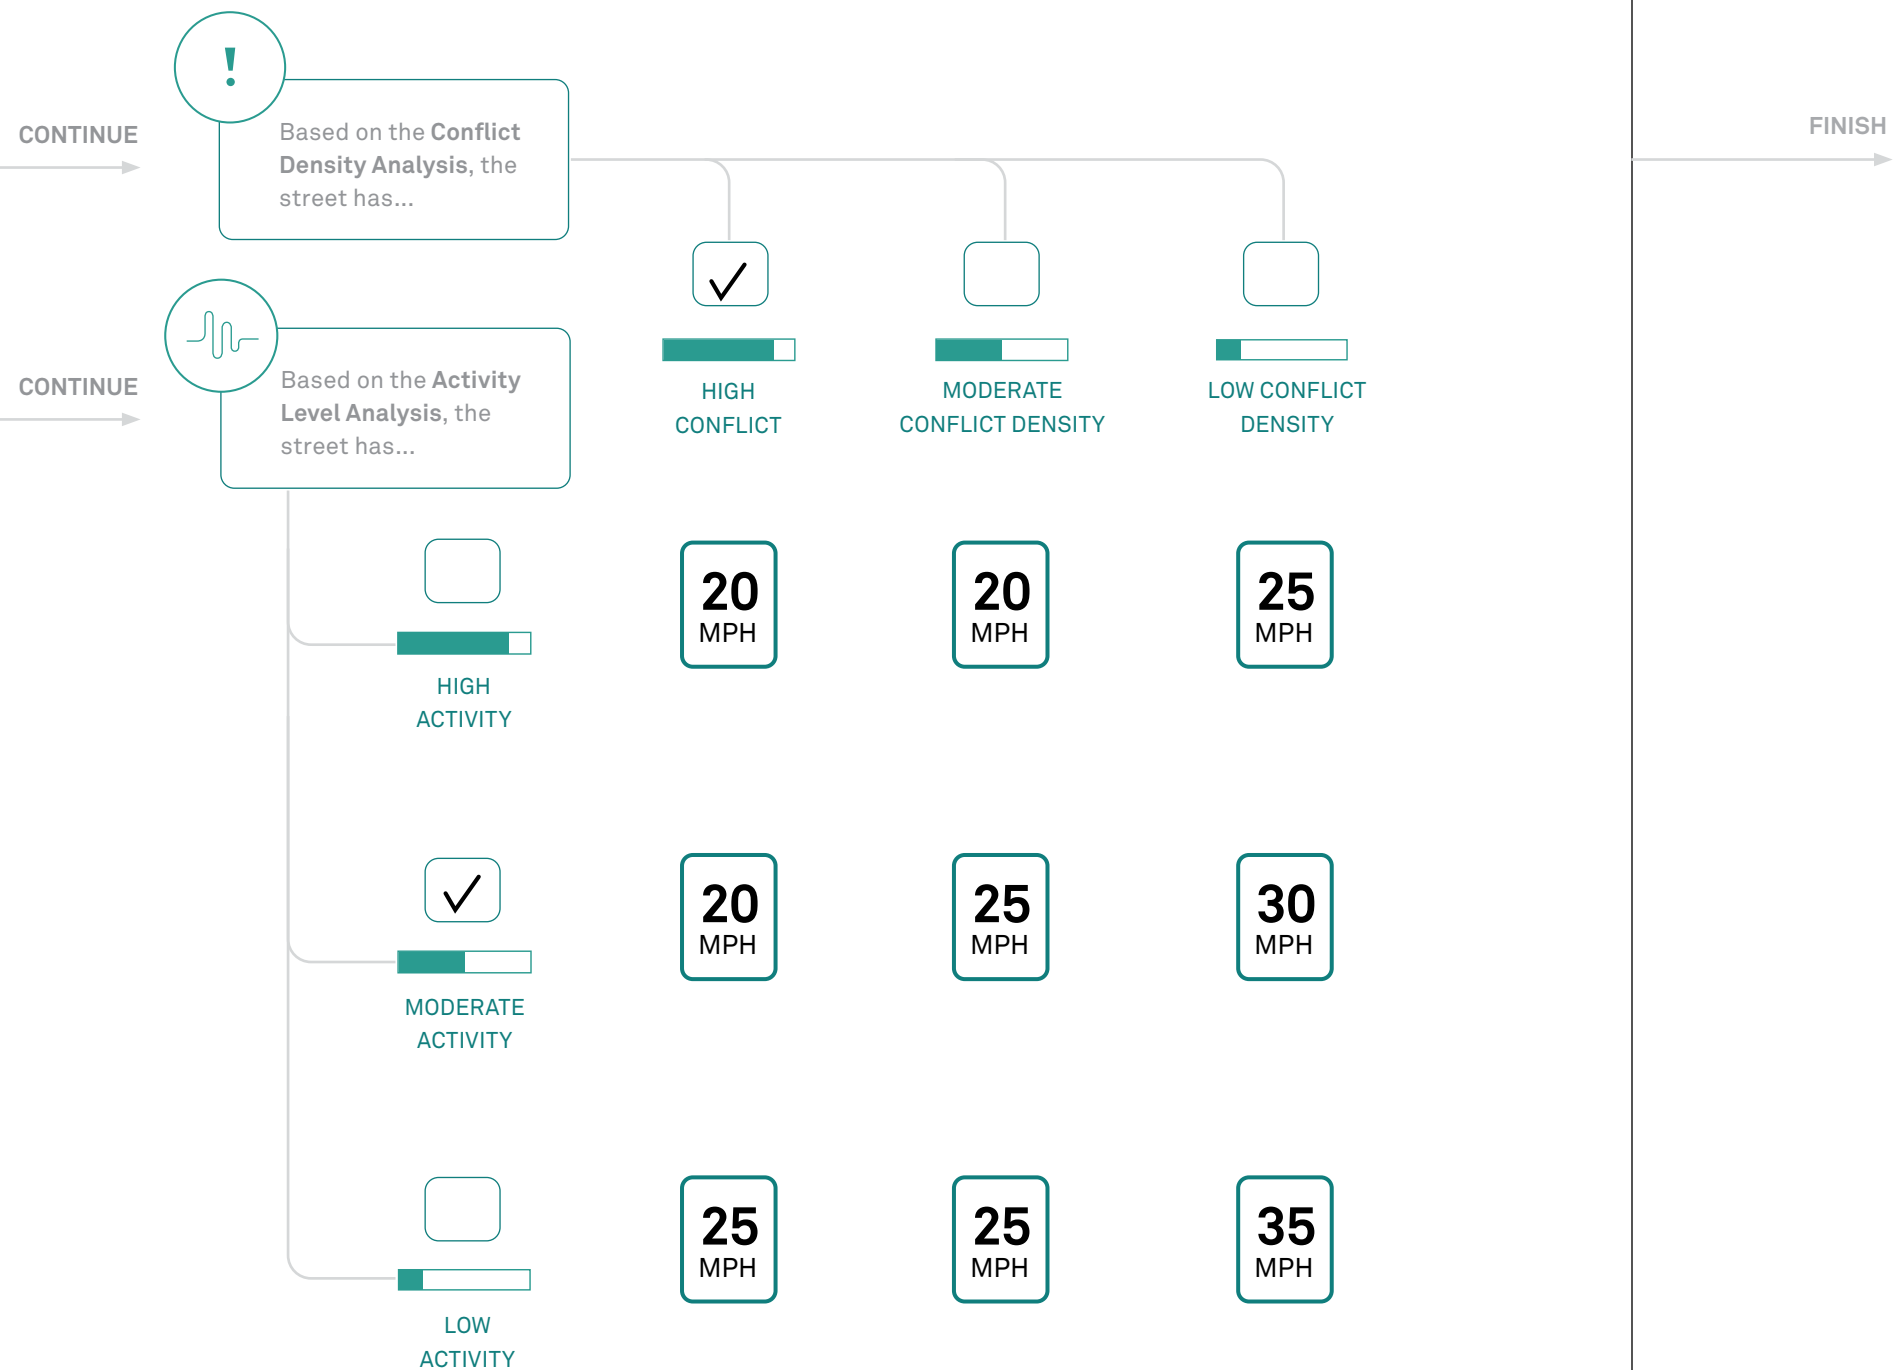 !
CONTINUE
Based on the Conflict
Density Analysis, the
street has...
FINISH
CONTINUE
Based on the Activity
Level Analysis, the
street has...
HIGH
CONFLICT
MODERATE
CONFLICT DENSITY
LOW CONFLICT
DENSITY
HIGH
ACTIVITY
20
MPH
20
MPH
25
MPH
MODERATE
ACTIVITY
20
MPH
25
MPH
30
MPH
LOW
ACTIVITY
25
MPH
25
MPH
35
MPH